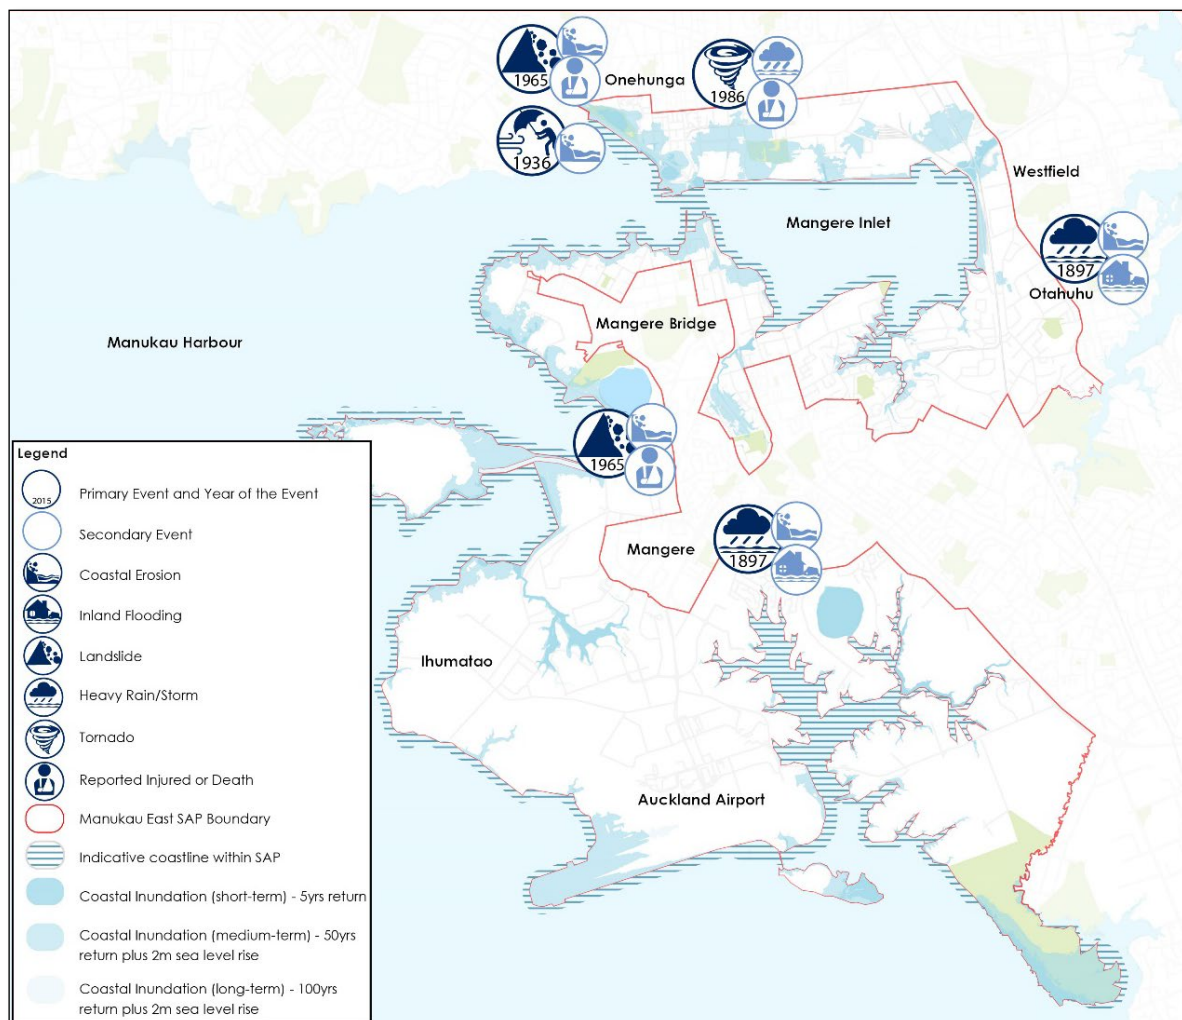 1965
Onehunga
1986
1936
Westfield
Mangere Inlet
1897
Otahuhu
Mangere Bridge
Manukau Harbour
1965
Mangere
1897
Ihumatao
Auckland Airport
Legend
2015
Primary Event and Year of the Event
Secondary Event
Coastal Erosion
Inland Flooding
Landslide
Heavy Rain/Storm
Tornado
Reported Injured or Death
Manukau East SAP Boundary
Indicative coastline within SAP
Coastal Inundation (short-term) - 5yrs return
Coastal Inundation (medium-term) - 50yrs
return plus 2m sea level rise
Coastal Inundation (long-term) - 100yrs
return plus 2m sea level rise